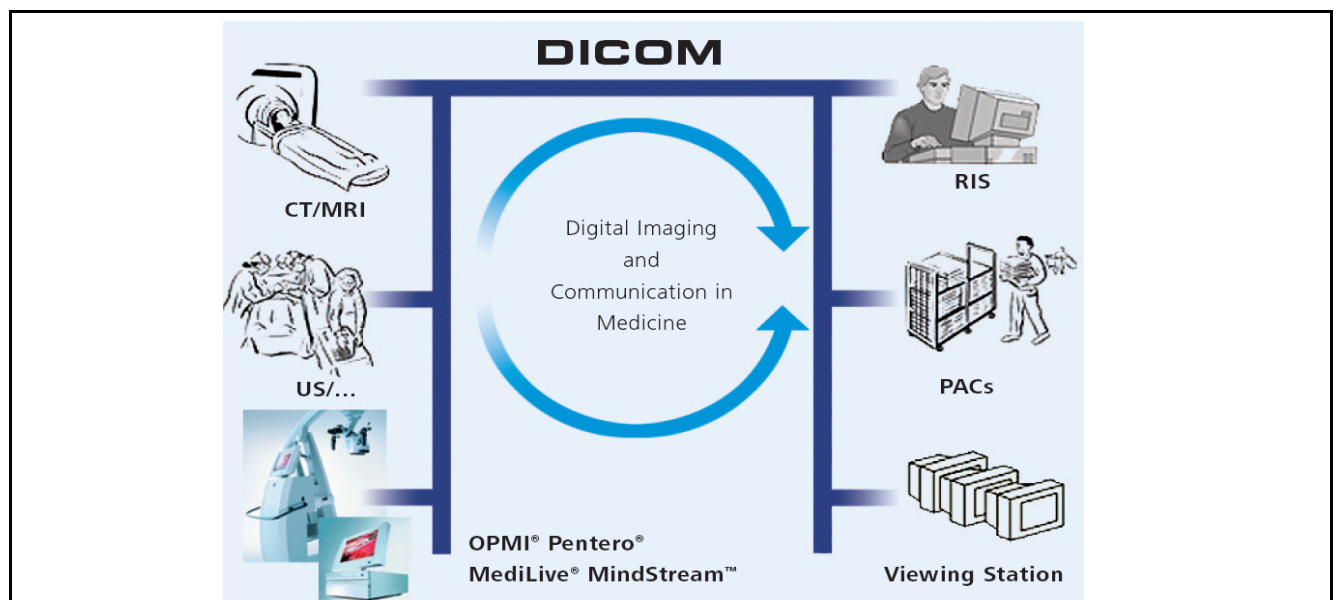 DICOM
CT/MRI
RIS
Digital Imaging
and
Communication in
Medicine
US/...
PACs
OPMI® Pentero®
MediLive® MindStream™
Viewing Station